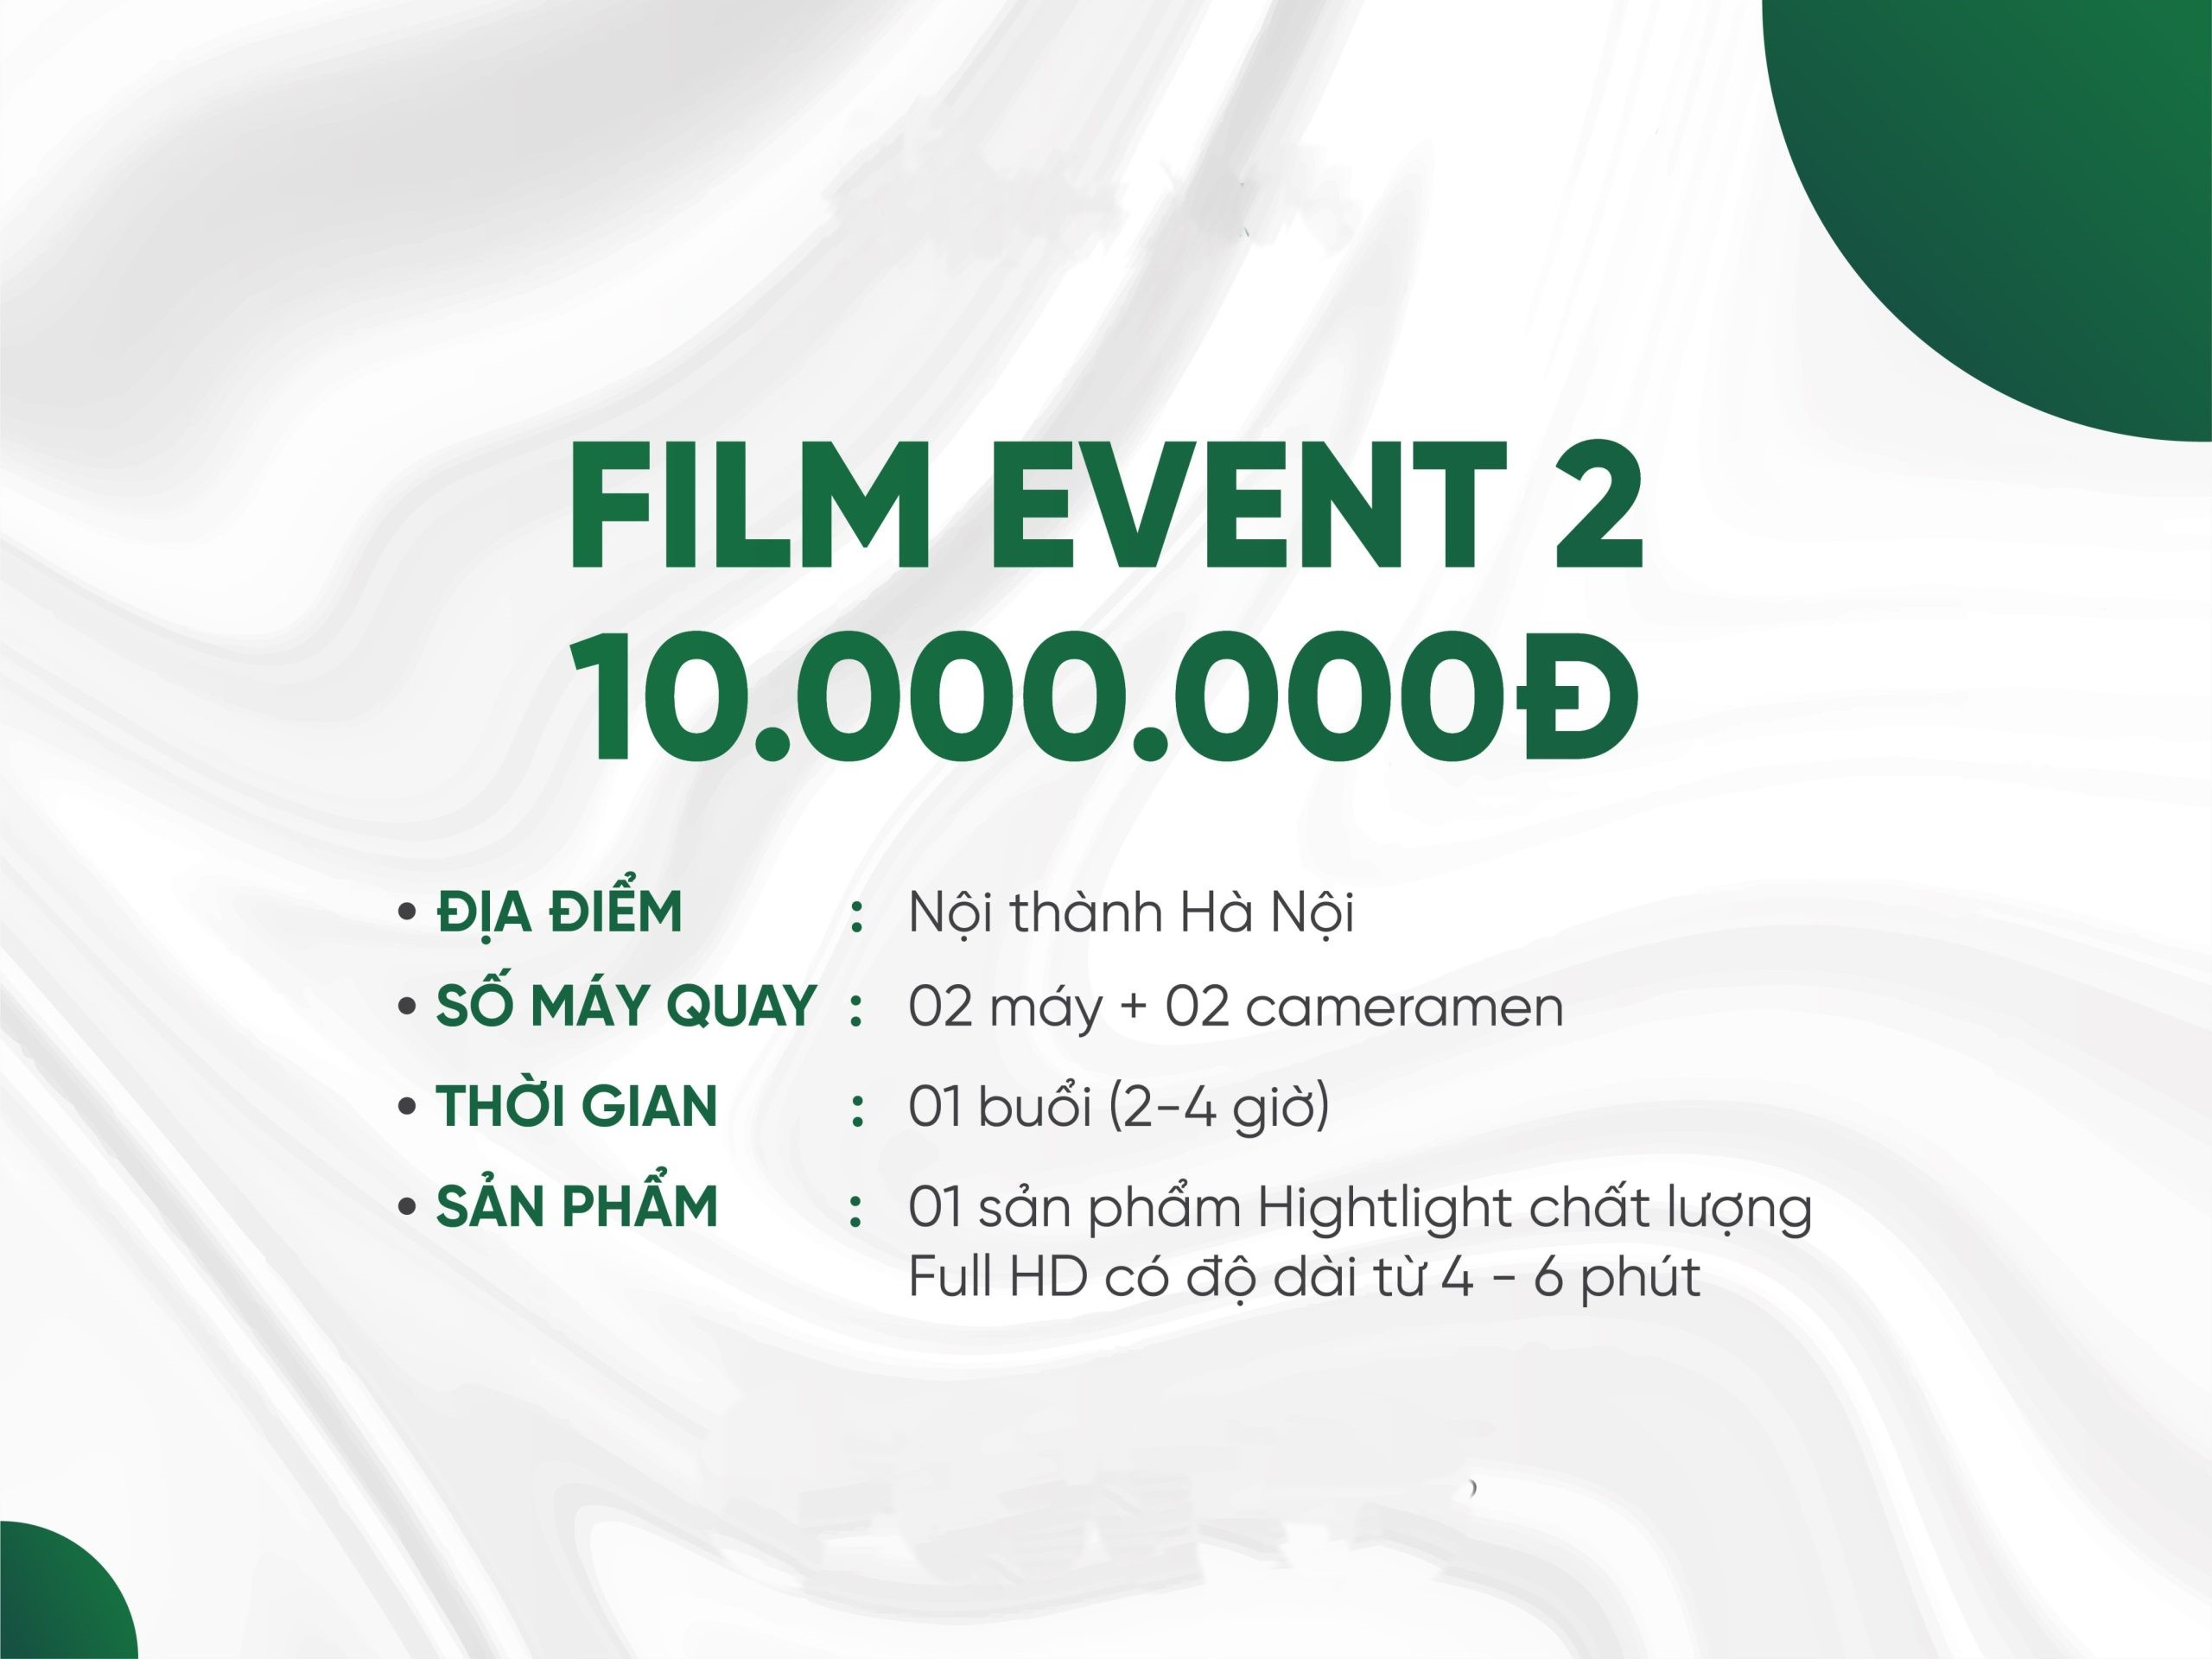 FILM EVENT 2
10.000.000Đ
• ĐỊA ĐIỂM : Nội thành Hà Nội
• SỐ MÁY QUAY : 02 máy + 02 cameramen
• THỜI GIAN : 01 buổi (2-4 giờ)
• SẢN PHẨM : 01 sản phẩm Hightlight chất lượng
Full HD có độ dài từ 4 - 6 phút